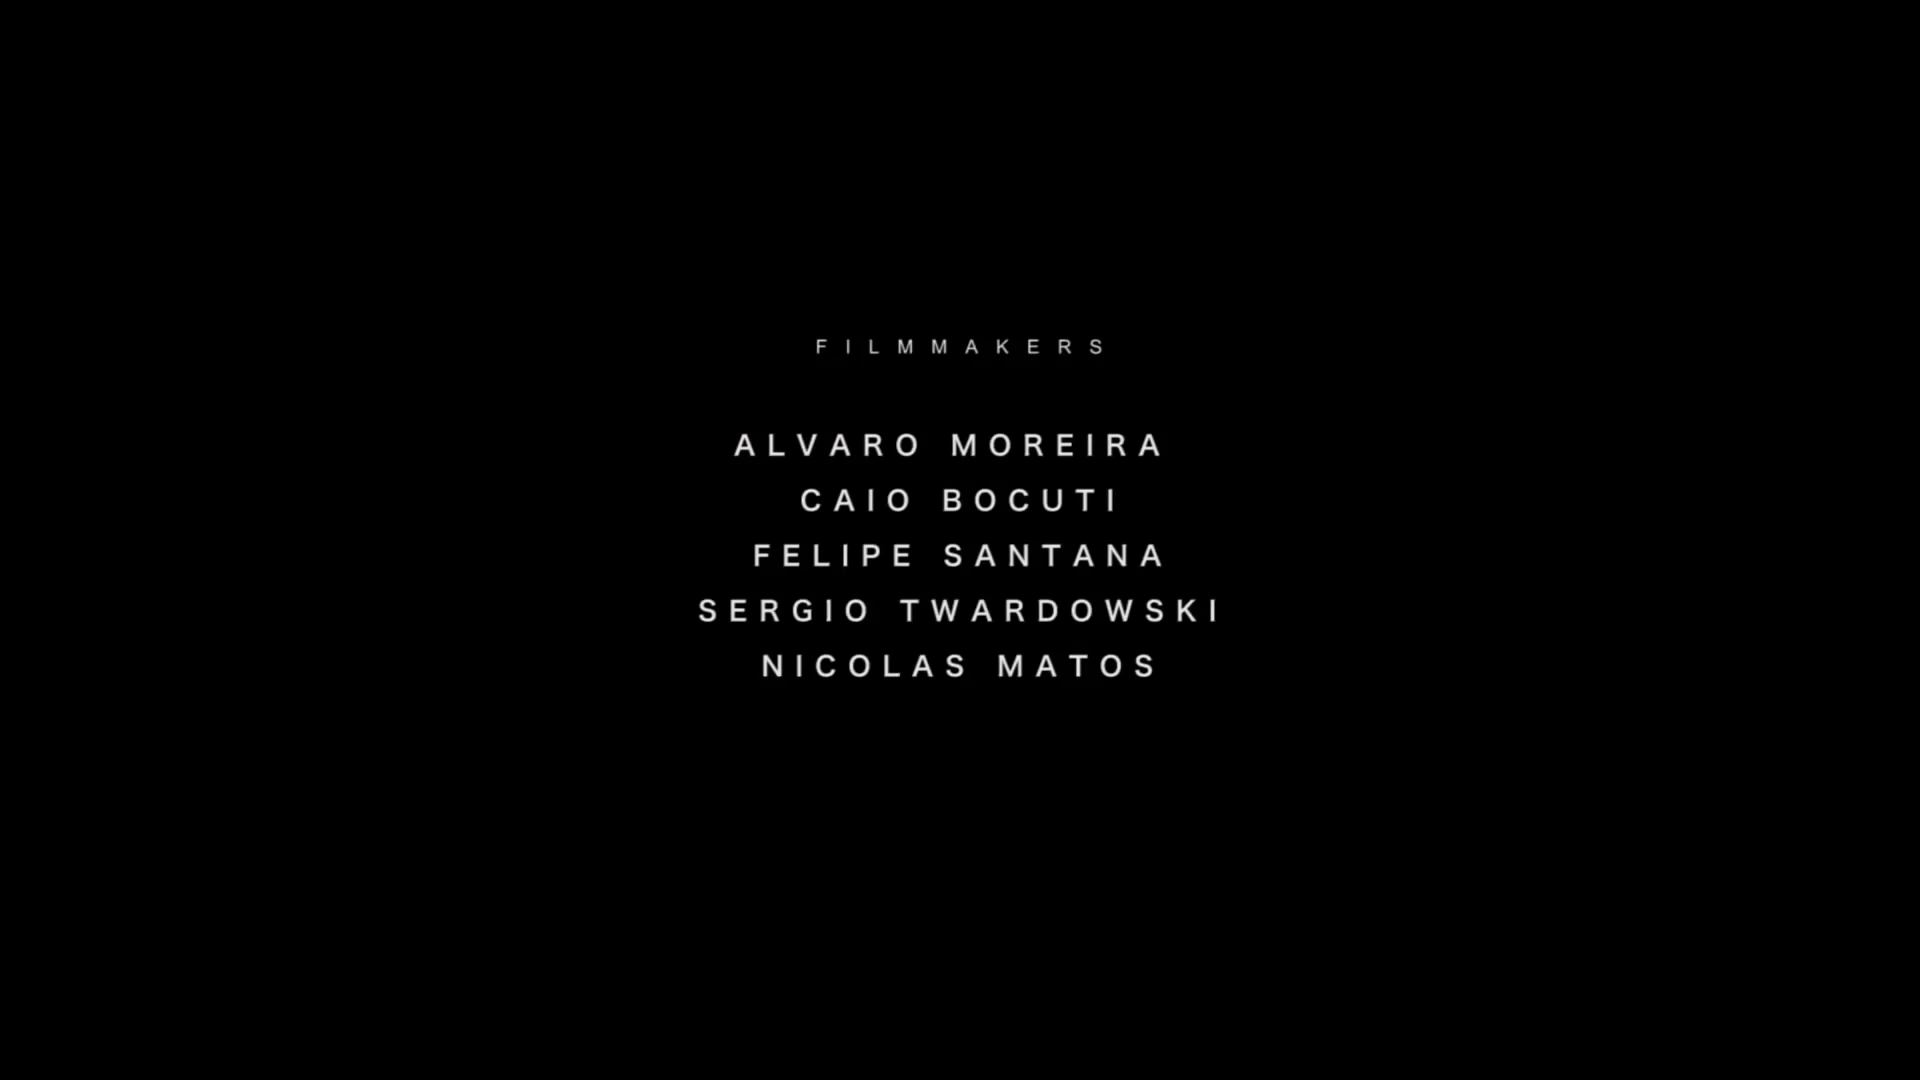 FILMMAKERS
ALVARO MOREIRA
CAIO BOCUTI
FELIPE SANTANA
SERGIO TWARDOWSKI
NICOLAS MATOS